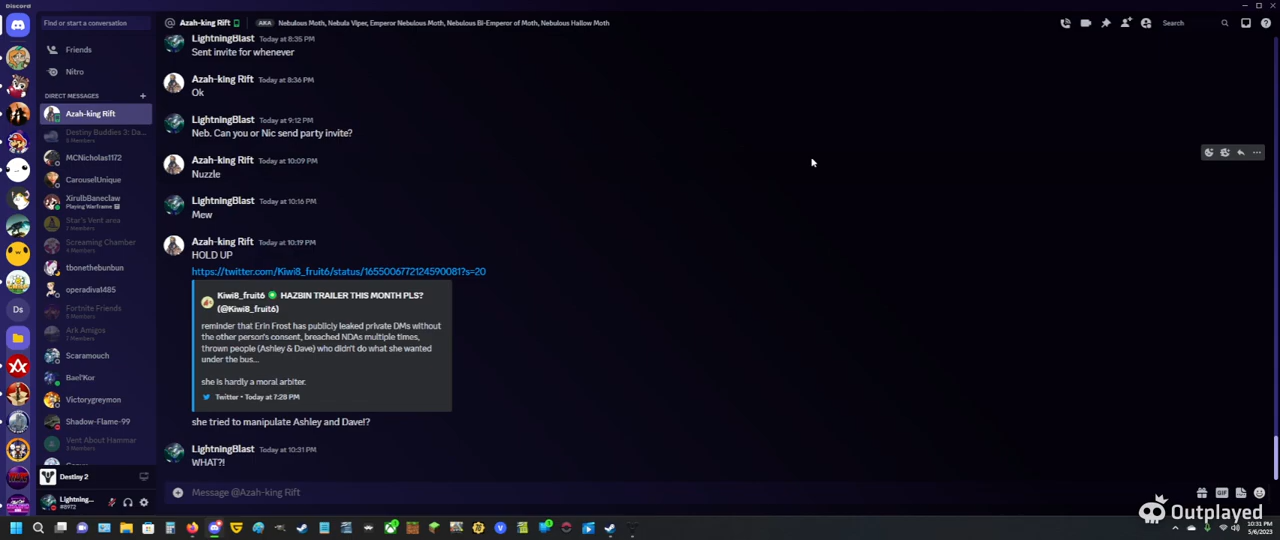 Discord
Find or start a conversation
Azah-king Rift
AKA Nebulous Moth, Nebula Viper, Emperor Nebulous Moth, Nebulous Bi-Emperor of Moth, Nebulous Hallow Moth
Search
Friends
Nitro
DIRECT MESSAGES
Azah-king Rift
Destiny Buddies 3: Da...
MCNicholas1172
CarouselUnique
XirulbBaneclaw
Playing Warframe
Star's Vent area
Screaming Chamber
4 Members
tbonethebunbun
operadiva1485
Fortnite Friends
Ark Amigos
7 Members
Scaramouch
Bael'Kor
Victorygreymon
Shadow-Flame-99
Vent About Hammar
Destiny 2
Lightning...
#8972
Ds
LightningBlast Today at 8:35 PM
Sent invite for whenever
Azah-king Rift Today at 8:36 PM
Ok
LightningBlast Today at 9:12 PM
Neb. Can you or Nic send party invite?
Azah-king Rift Today at 10:09 PM
Nuzzle
LightningBlast Today at 10:16 PM
Mew
Azah-king Rift Today at 10:19 PM
HOLD UP
https://twitter.com/Kiwi8_fruit6/status/1655006772124590081?s=20
Kiwi8_fruit6 HAZBIN TRAILER THIS MONTH PLS?
(@Kiwi8_fruit6)
reminder that Erin Frost has publicly leaked private DMs without
the other person's consent, breached NDAs multiple times,
thrown people (Ashley & Dave) who didn't do what she wanted
under the bus...
she is hardly a moral arbiter.
Twitter • Today at 7:28 PM
she tried to manipulate Ashley and Dave!?
LightningBlast Today at 10:31 PM
WHAT?!
Message @Azah-king Rift
GIF
Outplayed
10:31 PM
5/6/2023